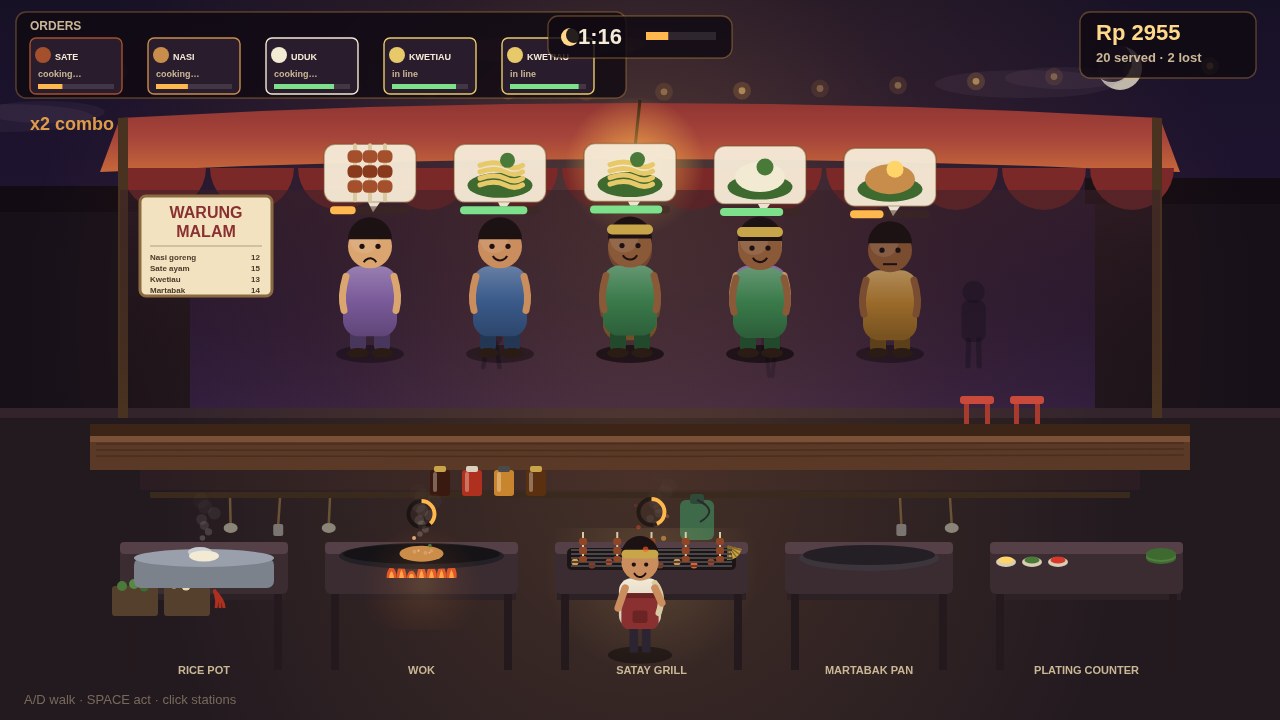 ORDERS
SATE
cooking…
NASI
cooking…
UDUK
cooking…
KWETIAU
in line
KWETIAU
in line
1:16
Rp 2955
20 served · 2 lost
x2 combo
WARUNG
MALAM
Nasi goreng 12
Sate ayam 15
Kwetiau 13
Martabak 14
RICE POT
WOK
SATAY GRILL
MARTABAK PAN
PLATING COUNTER
A/D walk · SPACE act · click stations